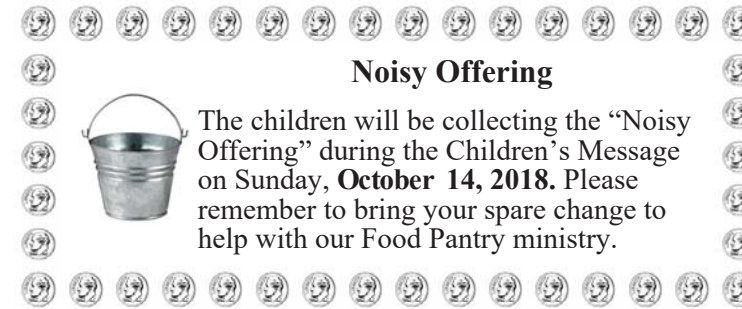 Noisy Offering
The children will be collecting the “Noisy
Offering” during the Children’s Message
on Sunday, October 14, 2018. Please
remember to bring your spare change to
help with our Food Pantry ministry.